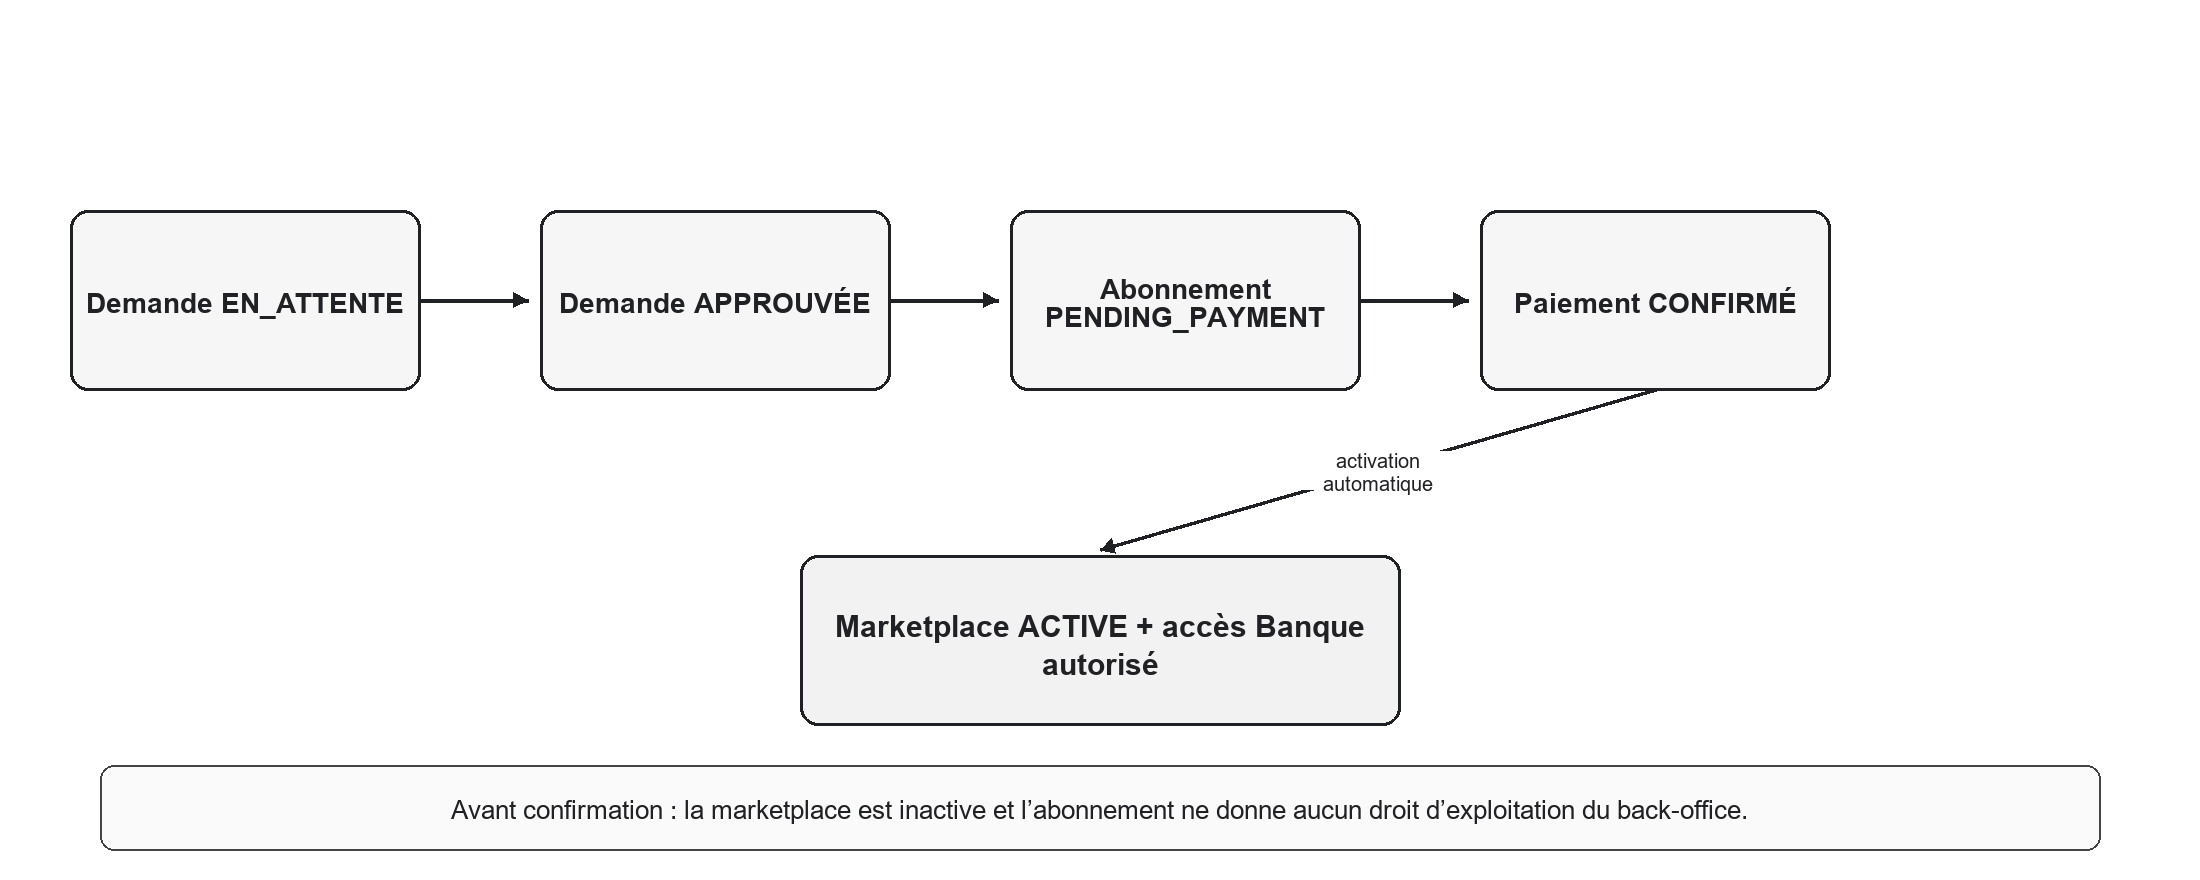 Demande EN_ATTENTE
Demande APPROUVÉE
Abonnement
PENDING_PAYMENT
Paiement CONFIRMÉ
activation
automatique
Marketplace ACTIVE + accès Banque
autorisé
Avant confirmation : la marketplace est inactive et l’abonnement ne donne aucun droit d’exploitation du back-office.